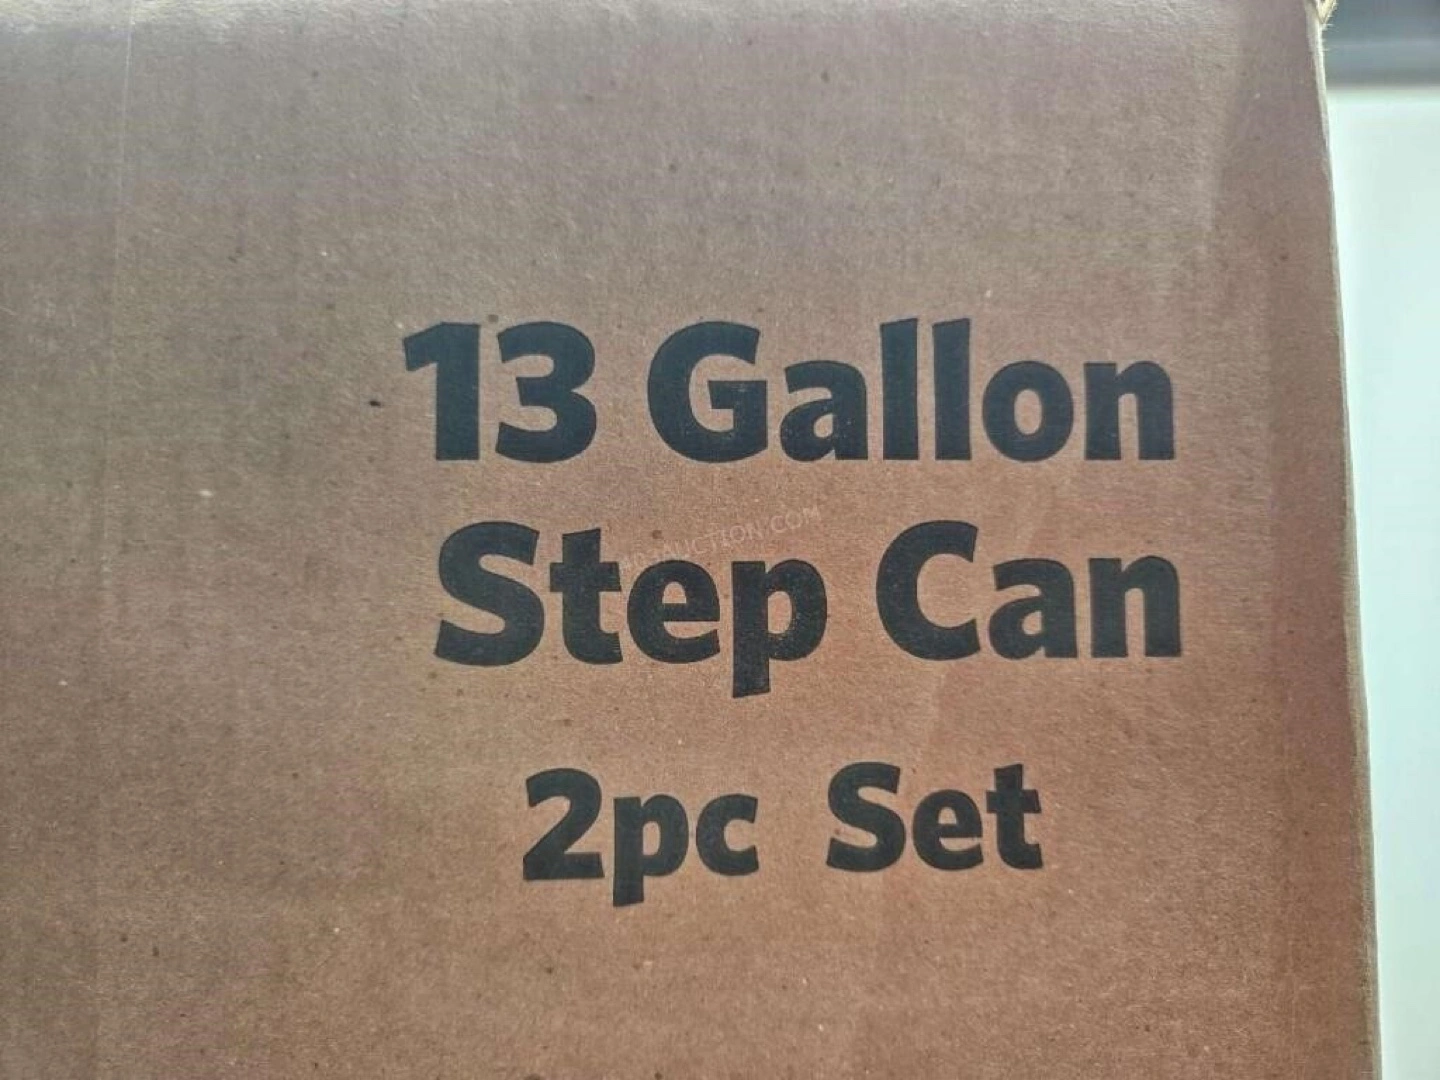 13 Gallon
Step Can
2pc Set